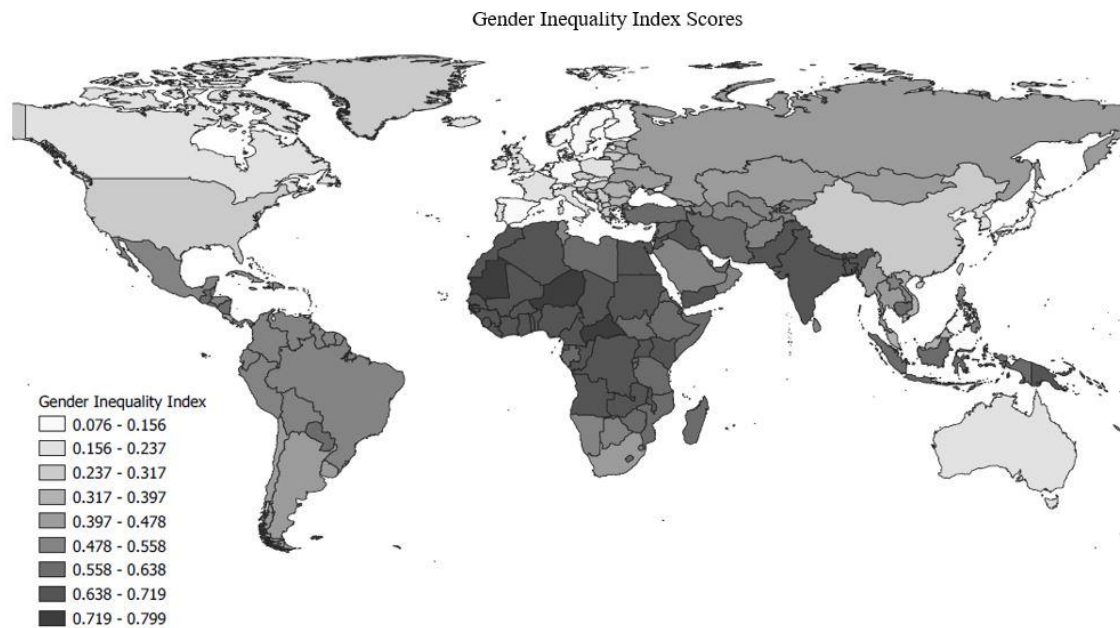 Gender Inequality Index Scores
Gender Inequality Index
0.076 - 0.156
0.156 - 0.237
0.237 - 0.317
0.317 - 0.397
0.397 - 0.478
0.478 - 0.558
0.558 - 0.638
0.638 - 0.719
0.719 - 0.799